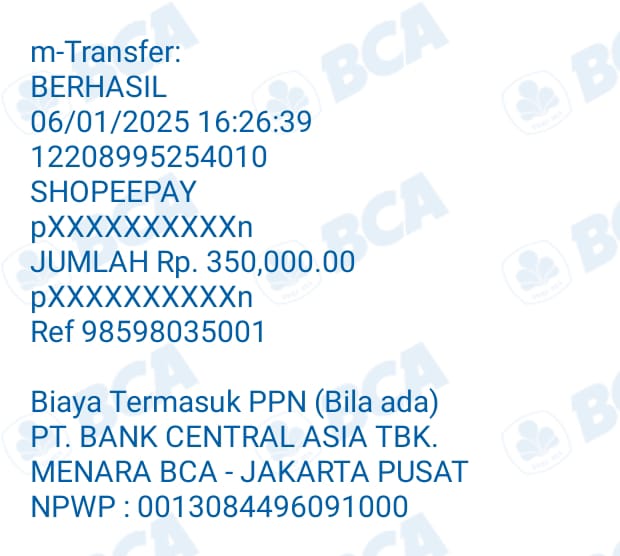 m-Transfer:
BERHASIL
06/01/2025 16:26:39
12208995254010
SHOPEEPAY
pXXXXXXXXXXn
JUMLAH Rp. 350,000.00
pXXXXXXXXXXn
Ref 98598035001
Biaya Termasuk PPN (Bila ada)
PT. BANK CENTRAL ASIA TBK.
MENARA BCA - JAKARTA PUSAT
NPWP : 0013084496091000